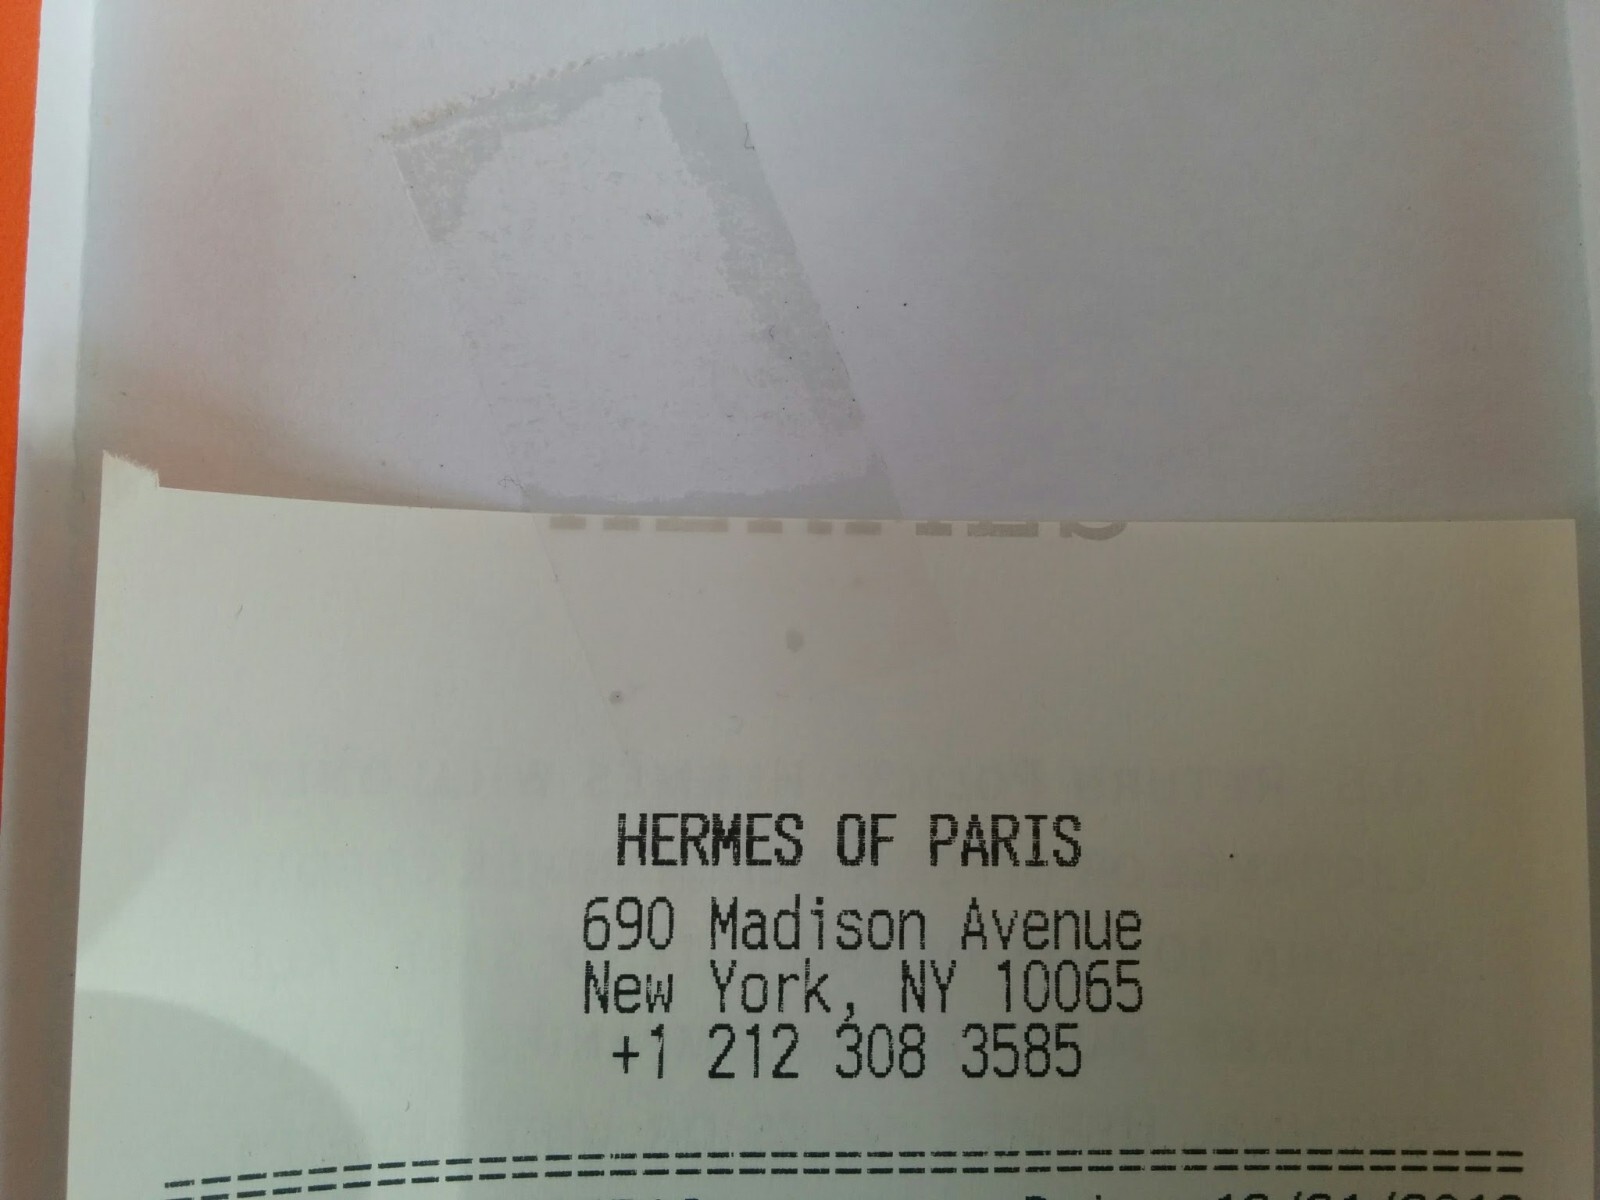 HERMES OF PARIS
690 Madison Avenue
New York, NY 10065
+1 212 308 3585
================================